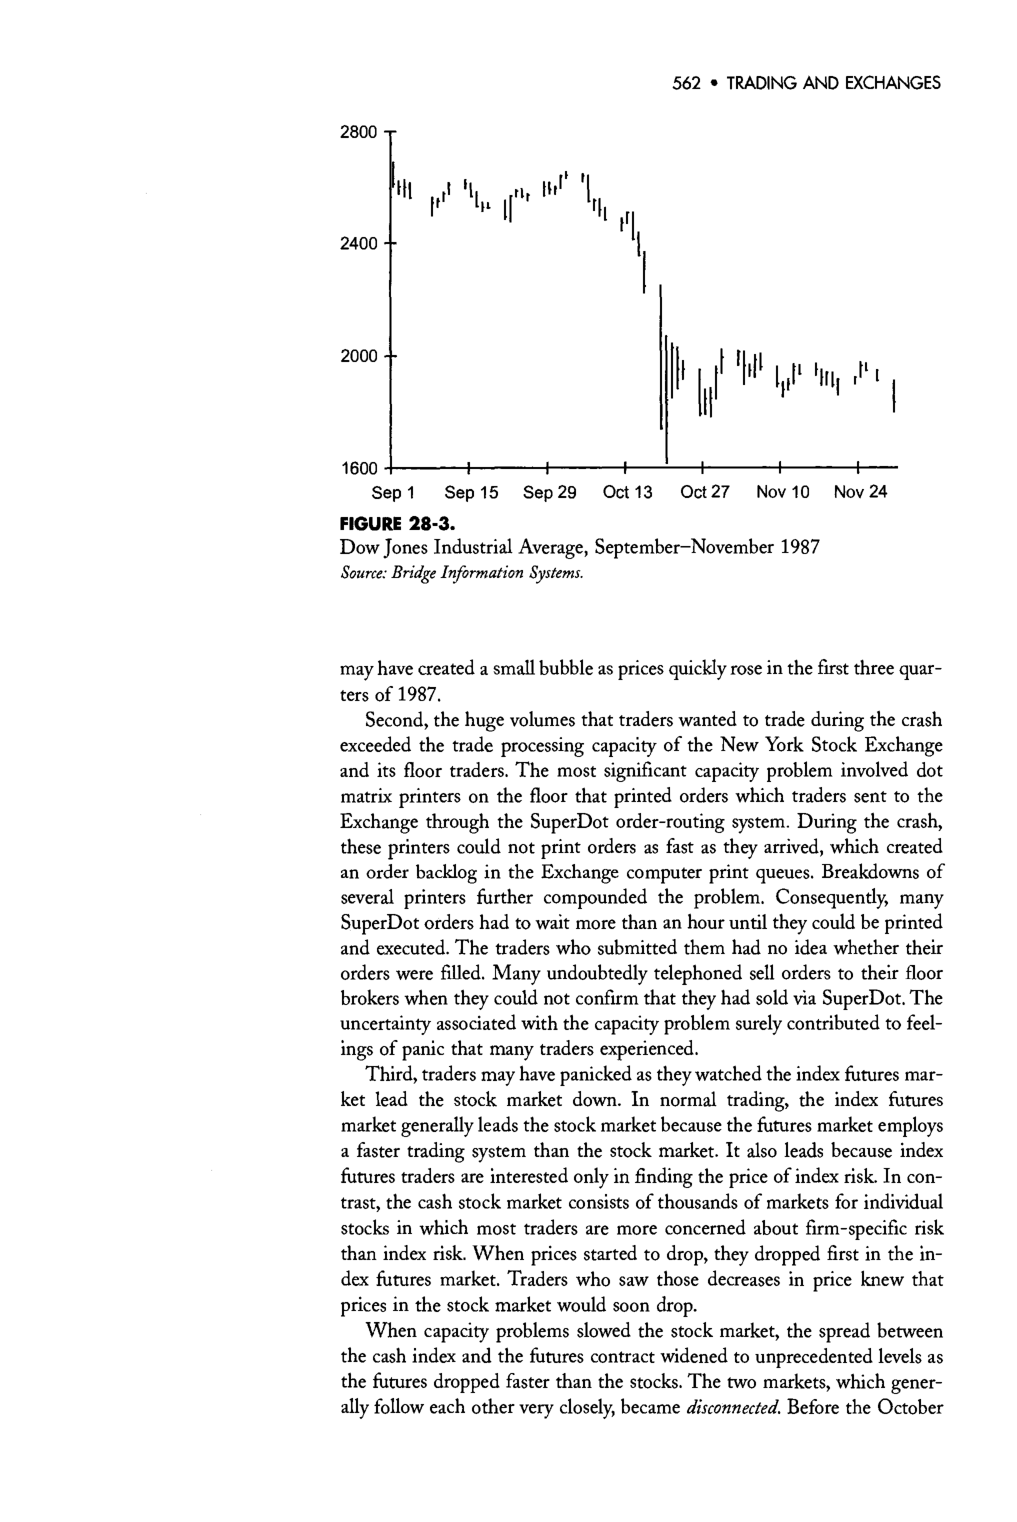 562 • TRADING AND EXCHANGES
2800
2400
2000
1600
Sep 1 Sep 15 Sep 29 Oct 13 Oct 27 Nov 10 Nov 24
FIGURE 28-3.
Dow Jones Industrial Average, September–November 1987
Source: Bridge Information Systems.
may have created a small bubble as prices quickly rose in the first three quar-
ters of 1987.
Second, the huge volumes that traders wanted to trade during the crash
exceeded the trade processing capacity of the New York Stock Exchange
and its floor traders. The most significant capacity problem involved dot
matrix printers on the floor that printed orders which traders sent to the
Exchange through the SuperDot order-routing system. During the crash,
these printers could not print orders as fast as they arrived, which created
an order backlog in the Exchange computer print queues. Breakdowns of
several printers further compounded the problem. Consequently, many
SuperDot orders had to wait more than an hour until they could be printed
and executed. The traders who submitted them had no idea whether their
orders were filled. Many undoubtedly telephoned sell orders to their floor
brokers when they could not confirm that they had sold via SuperDot. The
uncertainty associated with the capacity problem surely contributed to feel-
ings of panic that many traders experienced.
Third, traders may have panicked as they watched the index futures mar-
ket lead the stock market down. In normal trading, the index futures
market generally leads the stock market because the futures market employs
a faster trading system than the stock market. It also leads because index
futures traders are interested only in finding the price of index risk. In con-
trast, the cash stock market consists of thousands of markets for individual
stocks in which most traders are more concerned about firm-specific risk
than index risk. When prices started to drop, they dropped first in the in-
dex futures market. Traders who saw those decreases in price knew that
prices in the stock market would soon drop.
When capacity problems slowed the stock market, the spread between
the cash index and the futures contract widened to unprecedented levels as
the futures dropped faster than the stocks. The two markets, which gener-
ally follow each other very closely, became disconnected. Before the October